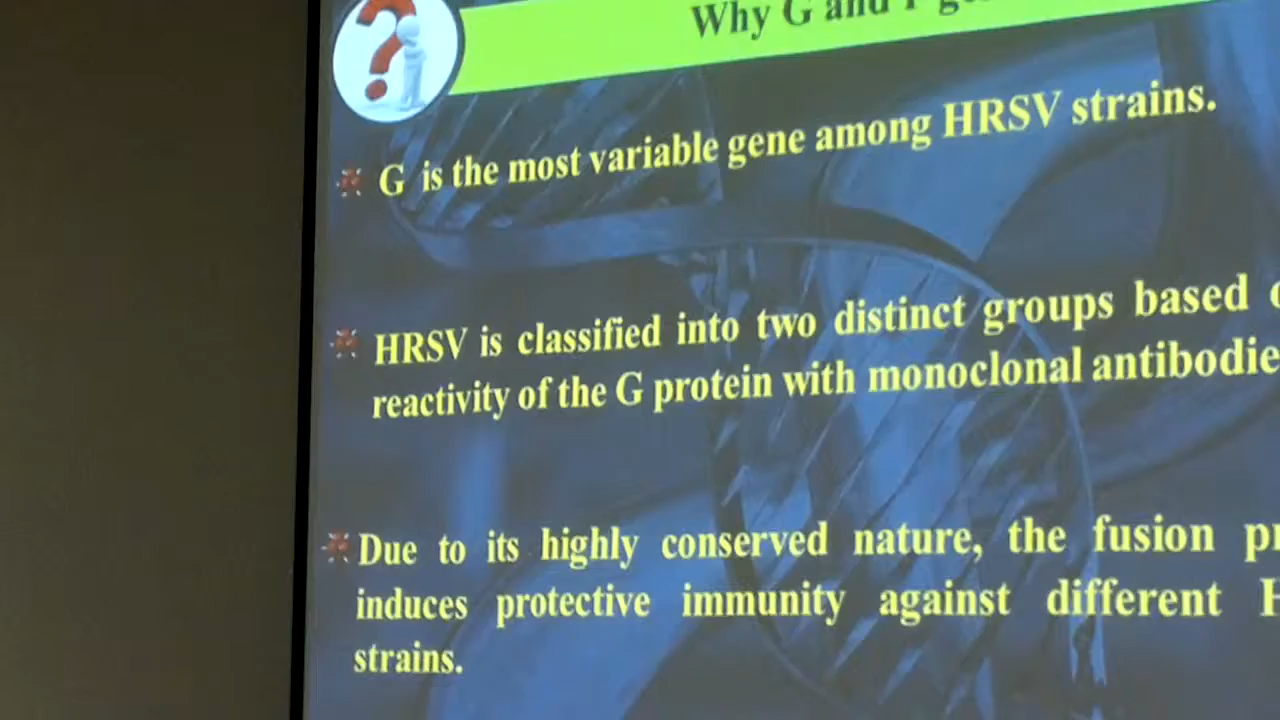 Why G and F
G is the most variable gene among HRSV strains.
HRSV is classified into two distinct groups based
reactivity of the G protein with monoclonal antibodie
Due to its highly conserved nature, the fusion
induces protective immunity against different
strains.